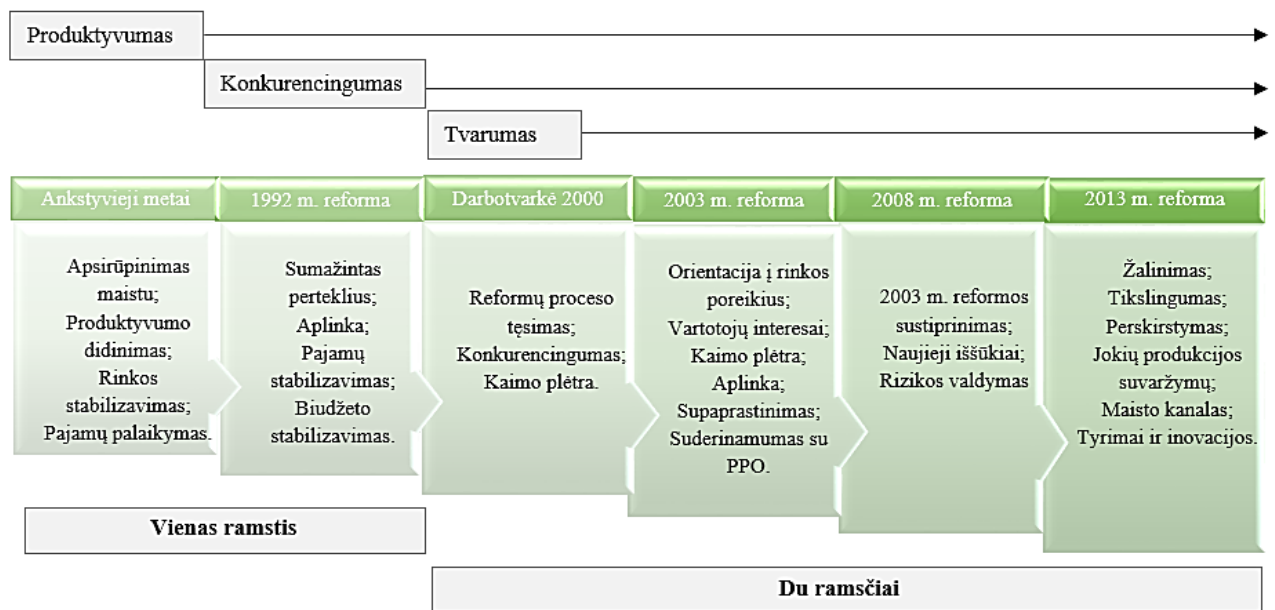 Produktyvumas
Konkurencingumas
Tvarumas
Ankstyvieji metai
Apsirūpinimas
maistu;
Produktyvumo
didinimas;
Rinkos
stabilizavimas;
Pajamų palaikymas.
1992 m. reforma
Sumažintas
perteklius;
Aplinka;
Pajamų
stabilizavimas;
Biudžeto
stabilizavimas.
Darbotvarkė 2000
Reformų proceso
tęsimas;
Konkurencingumas;
Kaimo plėtra.
2003 m. reforma
Orientacija į rinkos
poreikius;
Vartotojų interesai;
Kaimo plėtra;
Aplinka;
Supaprastinimas;
Suderinamumas su
PPO.
2008 m. reforma
2003 m. reformos
sustiprinimas;
Naujieji iššūkiai;
Rizikos valdymas
2013 m. reforma
Žalinimas;
Tikslingumas;
Perskirstymas;
Jokių produkcijos
suvaržymų;
Maisto kanalas;
Tyrimai ir inovacijos.
Vienas ramstis
Du ramsčiai